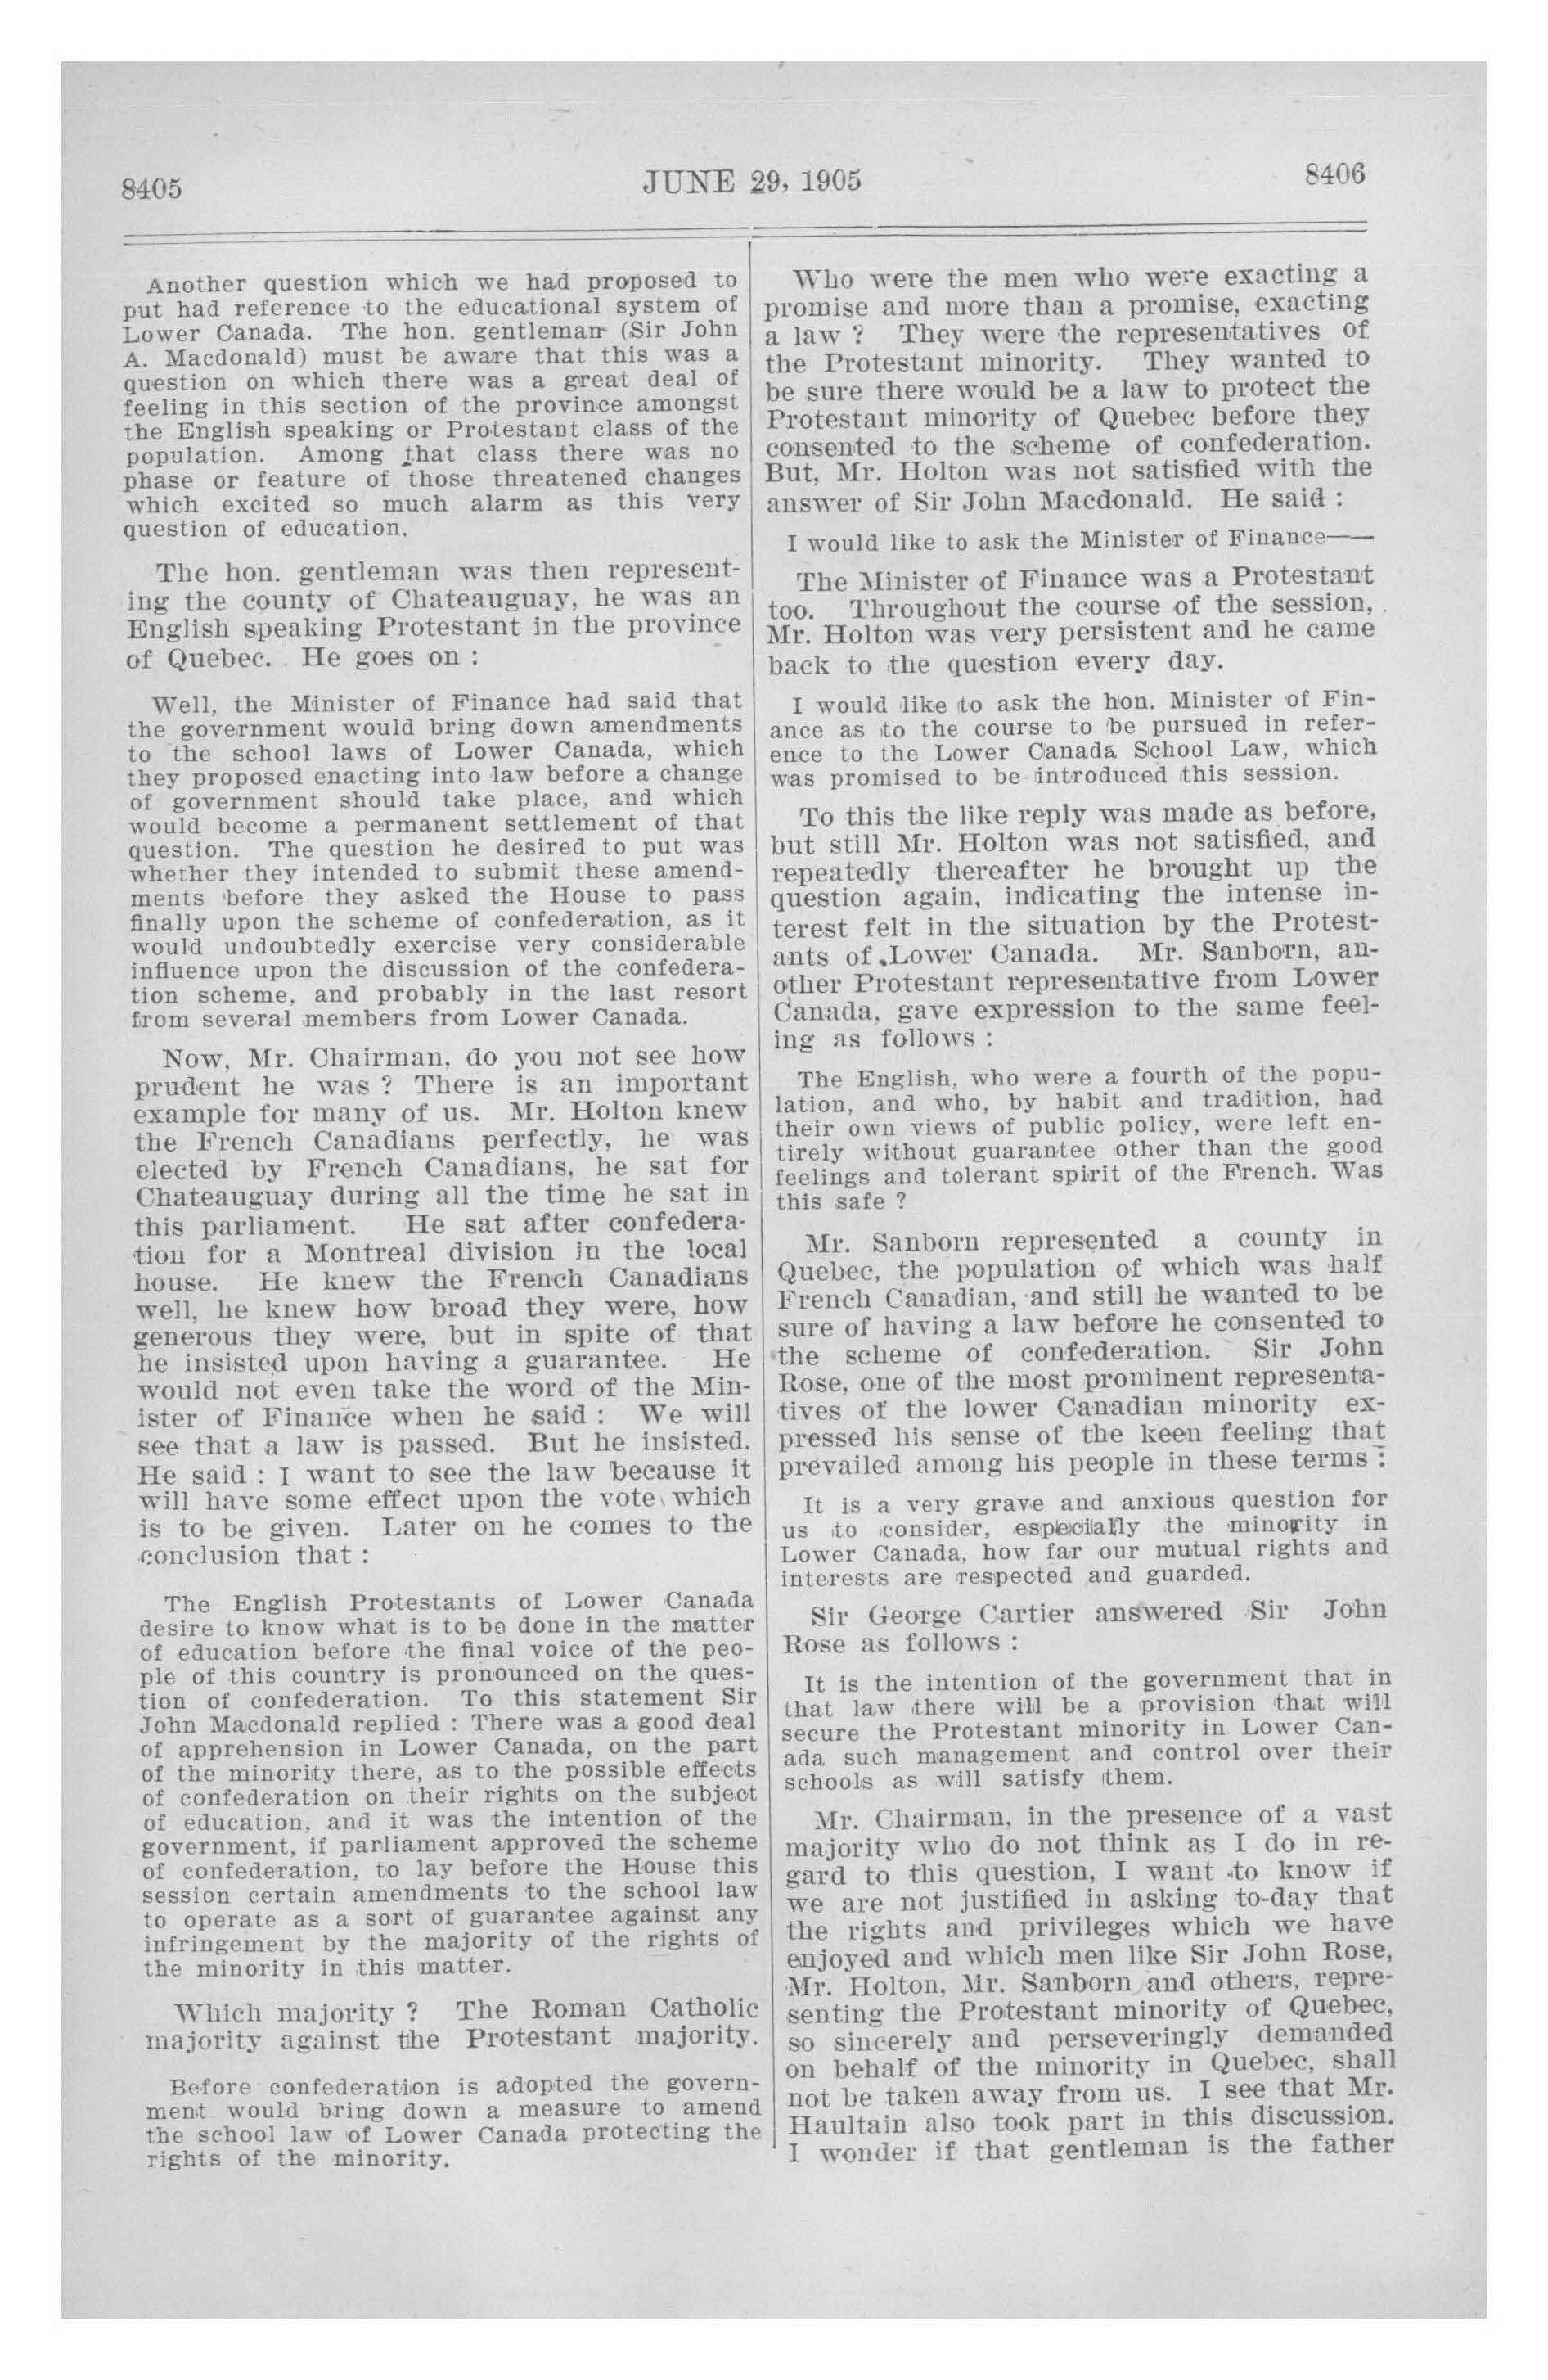 8405
JUNE 29, 1905
8406
Another question which we had proposed to
put had reference to the educational system of
Lower Canada. The hon. gentleman (Sir John
A. Macdonald) must be aware that this was a
question on which there was a great deal of
feeling in this section of the province amongst
the English speaking or Protestant class of the
population. Among that class there was no
phase or feature of those threatened changes
which excited so much alarm as this very
question of education.
The hon. gentleman was then represent-
ing the county of Chateauguay, he was an
English speaking Protestant in the province
of Quebec. He goes on :
Well, the Minister of Finance had said that
the government would bring down amendments
to the school laws of Lower Canada, which
they proposed enacting into law before a change
of government should take place, and which
would become a permanent settlement of that
question. The question he desired to put was
whether they intended to submit these amend-
ments before they asked the House to pass
finally upon the scheme of confederation, as it
would undoubtedly exercise very considerable
influence upon the discussion of the confedera-
tion scheme, and probably in the last resort
from several members from Lower Canada.
Now, Mr. Chairman, do you not see how
prudent he was ? There is an important
example for many of us. Mr. Holton knew
the French Canadians perfectly, he was
elected by French Canadians, he sat for
Chateauguay during all the time he sat in
this parliament. He sat after confedera-
tion for a Montreal division in the local
house. He knew the French Canadians
well, he knew how broad they were, how
generous they were, but in spite of that
he insisted upon having a guarantee. He
would not even take the word of the Min-
ister of Finance when he said : We will
see that a law is passed. But he insisted.
He said : I want to see the law because it
will have some effect upon the vote which
is to be given. Later on he comes to the
conclusion that :
The English Protestants of Lower Canada
desire to know what is to be done in the matter
of education before the final voice of the peo-
ple of this country is pronounced on the ques-
tion of confederation. To this statement Sir
John Macdonald replied : There was a good deal
of apprehension in Lower Canada, on the part
of the minority there, as to the possible effects
of confederation on their rights on the subject
of education, and it was the intention of the
government, if parliament approved the scheme
of confederation, to lay before the House this
session certain amendments to the school law
to operate as a sort of guarantee against any
infringement by the majority of the rights of
the minority in this matter.
Which majority ? The Roman Catholic
majority against the Protestant majority.
Before confederation is adopted the govern-
ment would bring down a measure to amend
the school law of Lower Canada protecting the
rights of the minority.
Who were the men who were exacting a
promise and more than a promise, exacting
a law ? They were the representatives of
the Protestant minority. They wanted to
be sure there would be a law to protect the
Protestant minority of Quebec before they
consented to the scheme of confederation.
But, Mr. Holton was not satisfied with the
answer of Sir John Macdonald. He said :
I would like to ask the Minister of Finance——
The Minister of Finance was a Protestant
too. Throughout the course of the session,
Mr. Holton was very persistent and he came
back to the question every day.
I would like to ask the hon. Minister of Fin-
ance as to the course to be pursued in refer-
ence to the Lower Canada School Law, which
was promised to be introduced this session.
To this the like reply was made as before,
but still Mr. Holton was not satisfied, and
repeatedly thereafter he brought up the
question again, indicating the intense in-
terest felt in the situation by the Protest-
ants of Lower Canada. Mr. Sanborn, an-
other Protestant representative from Lower
Canada, gave expression to the same feel-
ing as follows :
The English, who were a fourth of the popu-
lation, and who, by habit and tradition, had
their own views of public policy, were left en-
tirely without guarantee other than the good
feelings and tolerant spirit of the French. Was
this safe ?
Mr. Sanborn represented a county in
Quebec, the population of which was half
French Canadian, and still he wanted to be
sure of having a law before he consented to
the scheme of confederation. Sir John
Rose, one of the most prominent representa-
tives of the lower Canadian minority ex-
pressed his sense of the keen feeling that
prevailed among his people in these terms :
It is a very grave and anxious question for
us to consider, especially the minority in
Lower Canada, how far our mutual rights and
interests are respected and guarded.
Sir George Cartier answered Sir John
Rose as follows :
It is the intention of the government that in
that law there will be a provision that will
secure the Protestant minority in Lower Can-
ada such management and control over their
schools as will satisfy them.
Mr. Chairman, in the presence of a vast
majority who do not think as I do in re-
gard to this question, I want to know if
we are not justified in asking to-day that
the rights and privileges which we have
enjoyed and which men like Sir John Rose,
Mr. Holton, Mr. Sanborn and others, repre-
senting the Protestant minority of Quebec,
so sincerely and perseveringly demanded
on behalf of the minority in Quebec, shall
not be taken away from us. I see that Mr.
Haultain also took part in this discussion.
I wonder if that gentleman is the father